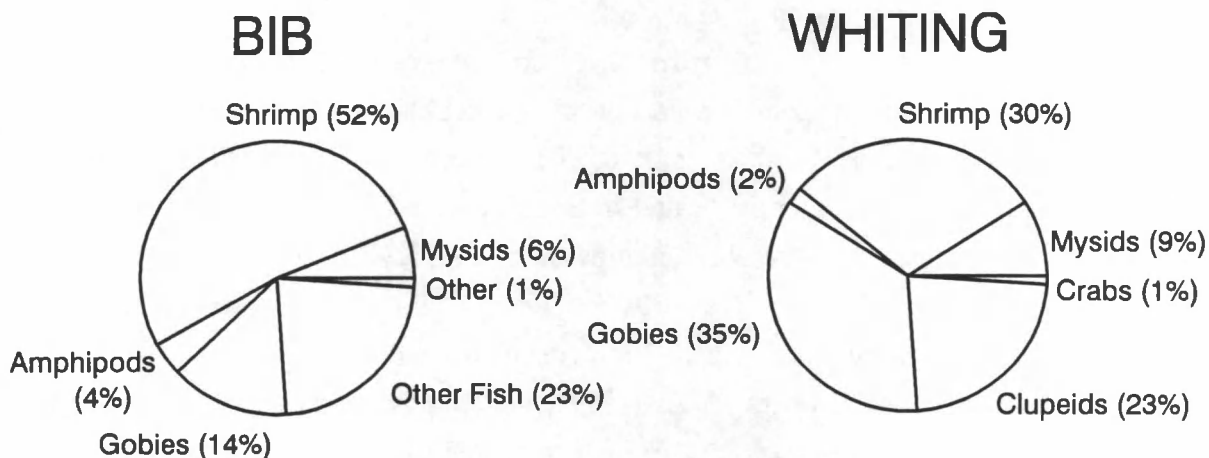 BIB
Shrimp (52%)
Mysids (6%)
Other (1%)
Other Fish (23%)
Gobies (14%)
Amphipods
(4%)
WHITING
Shrimp (30%)
Mysids (9%)
Crabs (1%)
Clupeids (23%)
Gobies (35%)
Amphipods (2%)